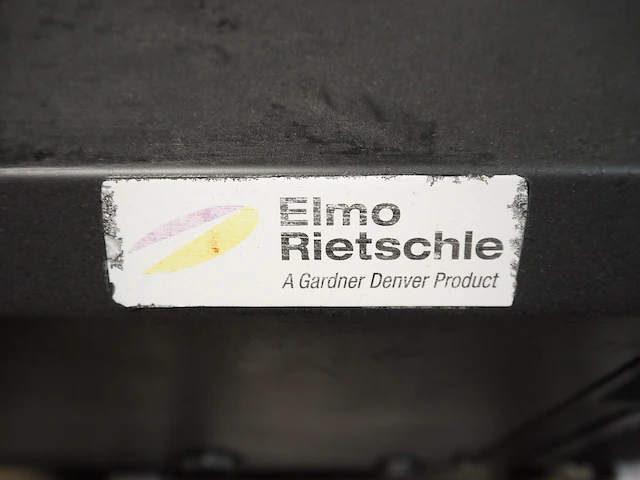 Elmo
Rietschle
A Gardner Denver Product